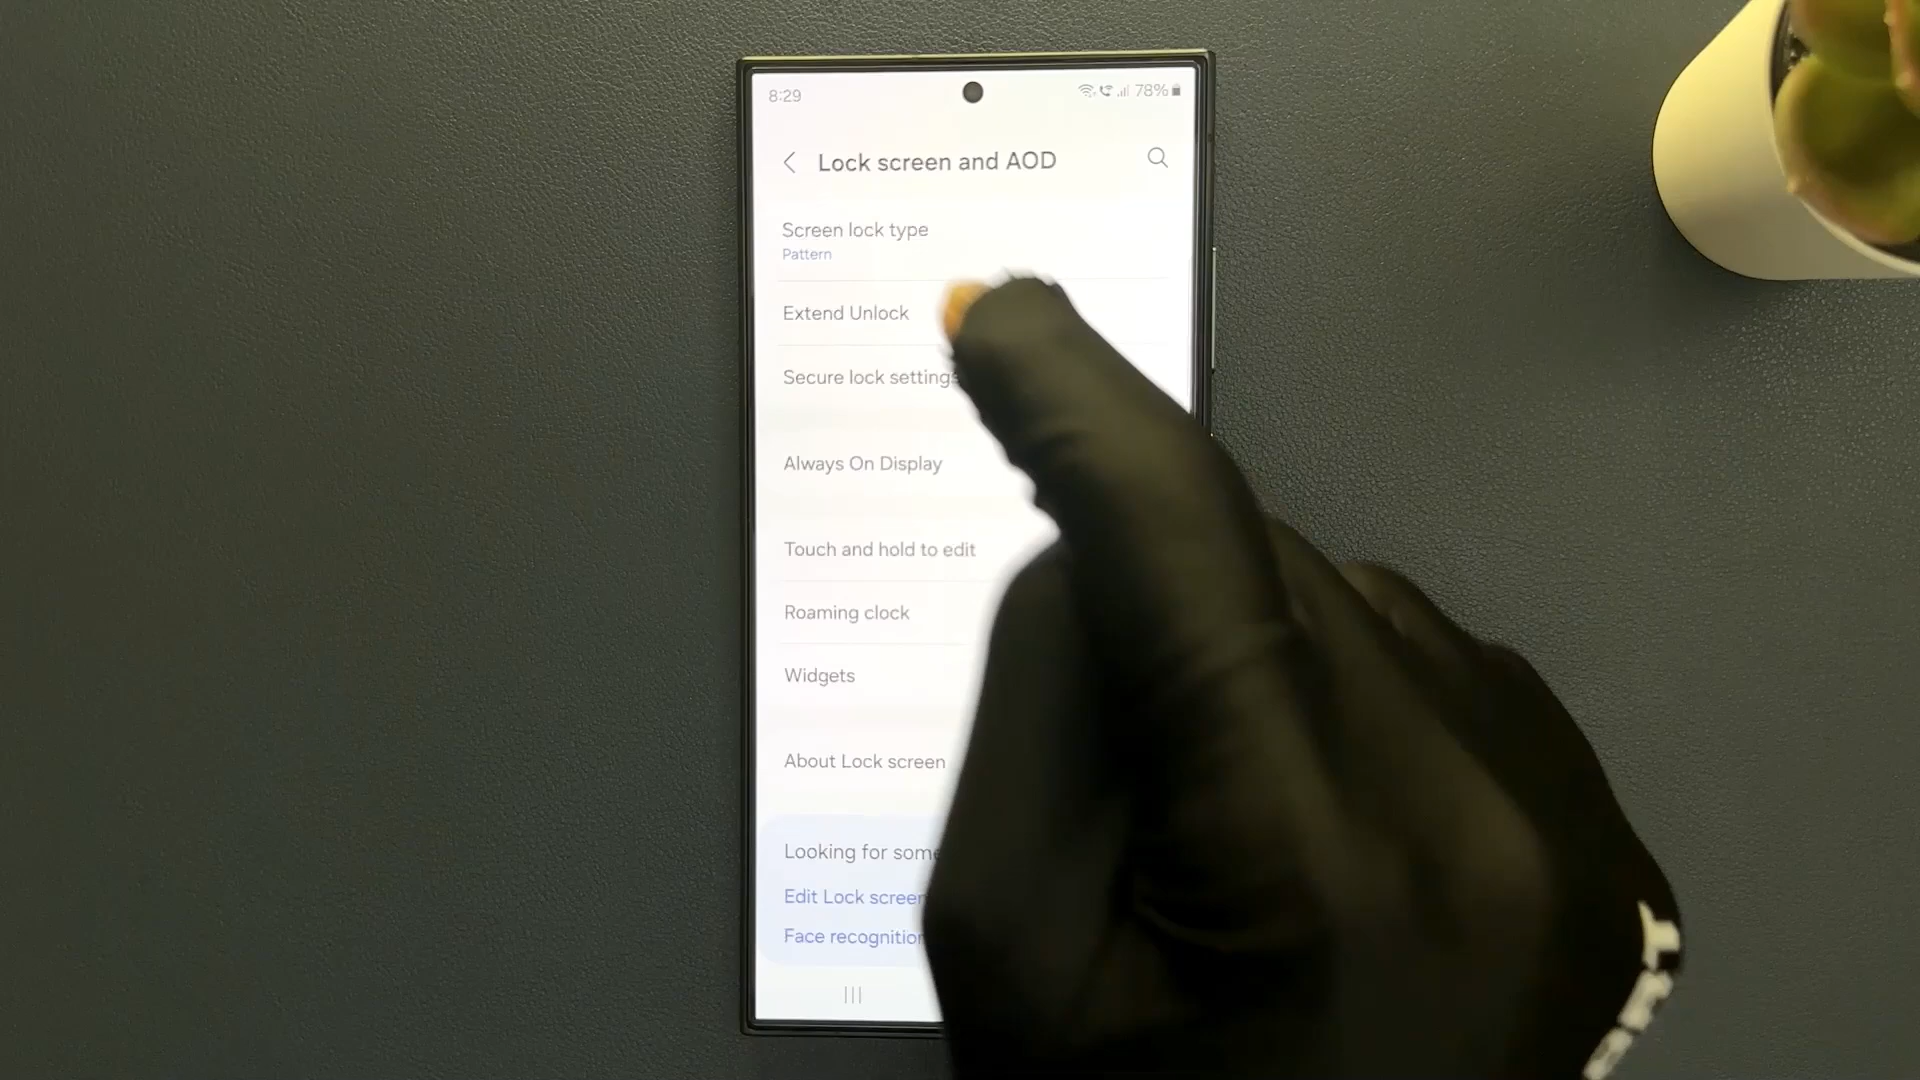 8:29
78%
Lock screen and AOD
Screen lock type
Pattern
Extend Unlock
Secure lock settings
Always On Display
Touch and hold to edit
Roaming clock
Widgets
About Lock screen
Looking for some
Edit Lock screen
Face recognition